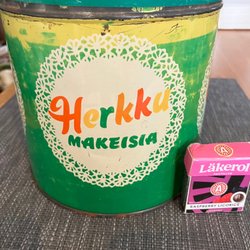 Herkku
MAKEISIA
Läkerol
A
RASPBERRY LICORICE